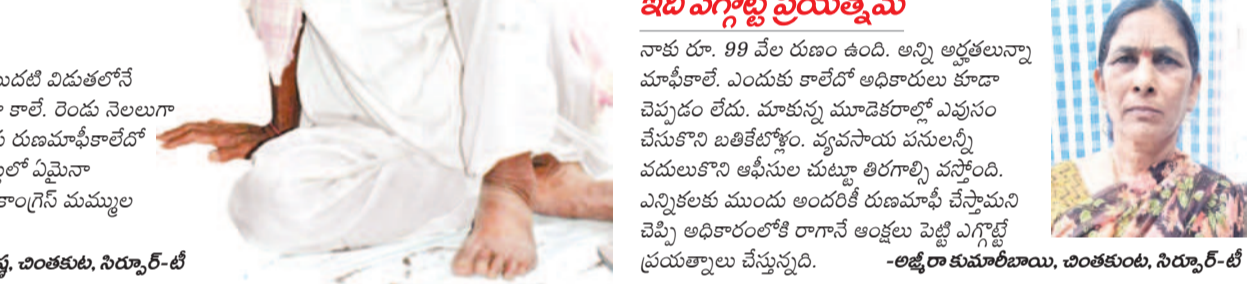 విడుతలోనే
కాలే. రెండు నెలలుగా
రుణమాఫీకాలేదో
ఏమైనా
కాంగ్రెస్ మమ్ముల
చింతకుట, సిర్పూర్-టీ
ఇది ఎగ్గొట్టే ప్రయత్నమే
నాకు రూ. 99 వేల రుణం ఉంది. అన్ని అర్హతలున్నా
మాఫీకాలే. ఎందుకు కాలేదో అధికారులు కూడా
చెప్పడం లేదు. మాకున్న మూడెకరాల్లో ఎవుసం
చేసుకొని బతికేటోళ్లం. వ్యవసాయ పనులన్నీ
వదులుకొని ఆఫీసుల చుట్టూ తిరగాల్సి వస్తోంది.
ఎన్నికలకు ముందు అందరికీ రుణమాఫీ చేస్తామని
చెప్పి అధికారంలోకి రాగానే ఆంక్షలు పెట్టి ఎగ్గొట్టే
ప్రయత్నాలు చేస్తున్నది.
-అజ్మీరా కుమారీబాయి, చింతకుంట, సిర్పూర్-టీ